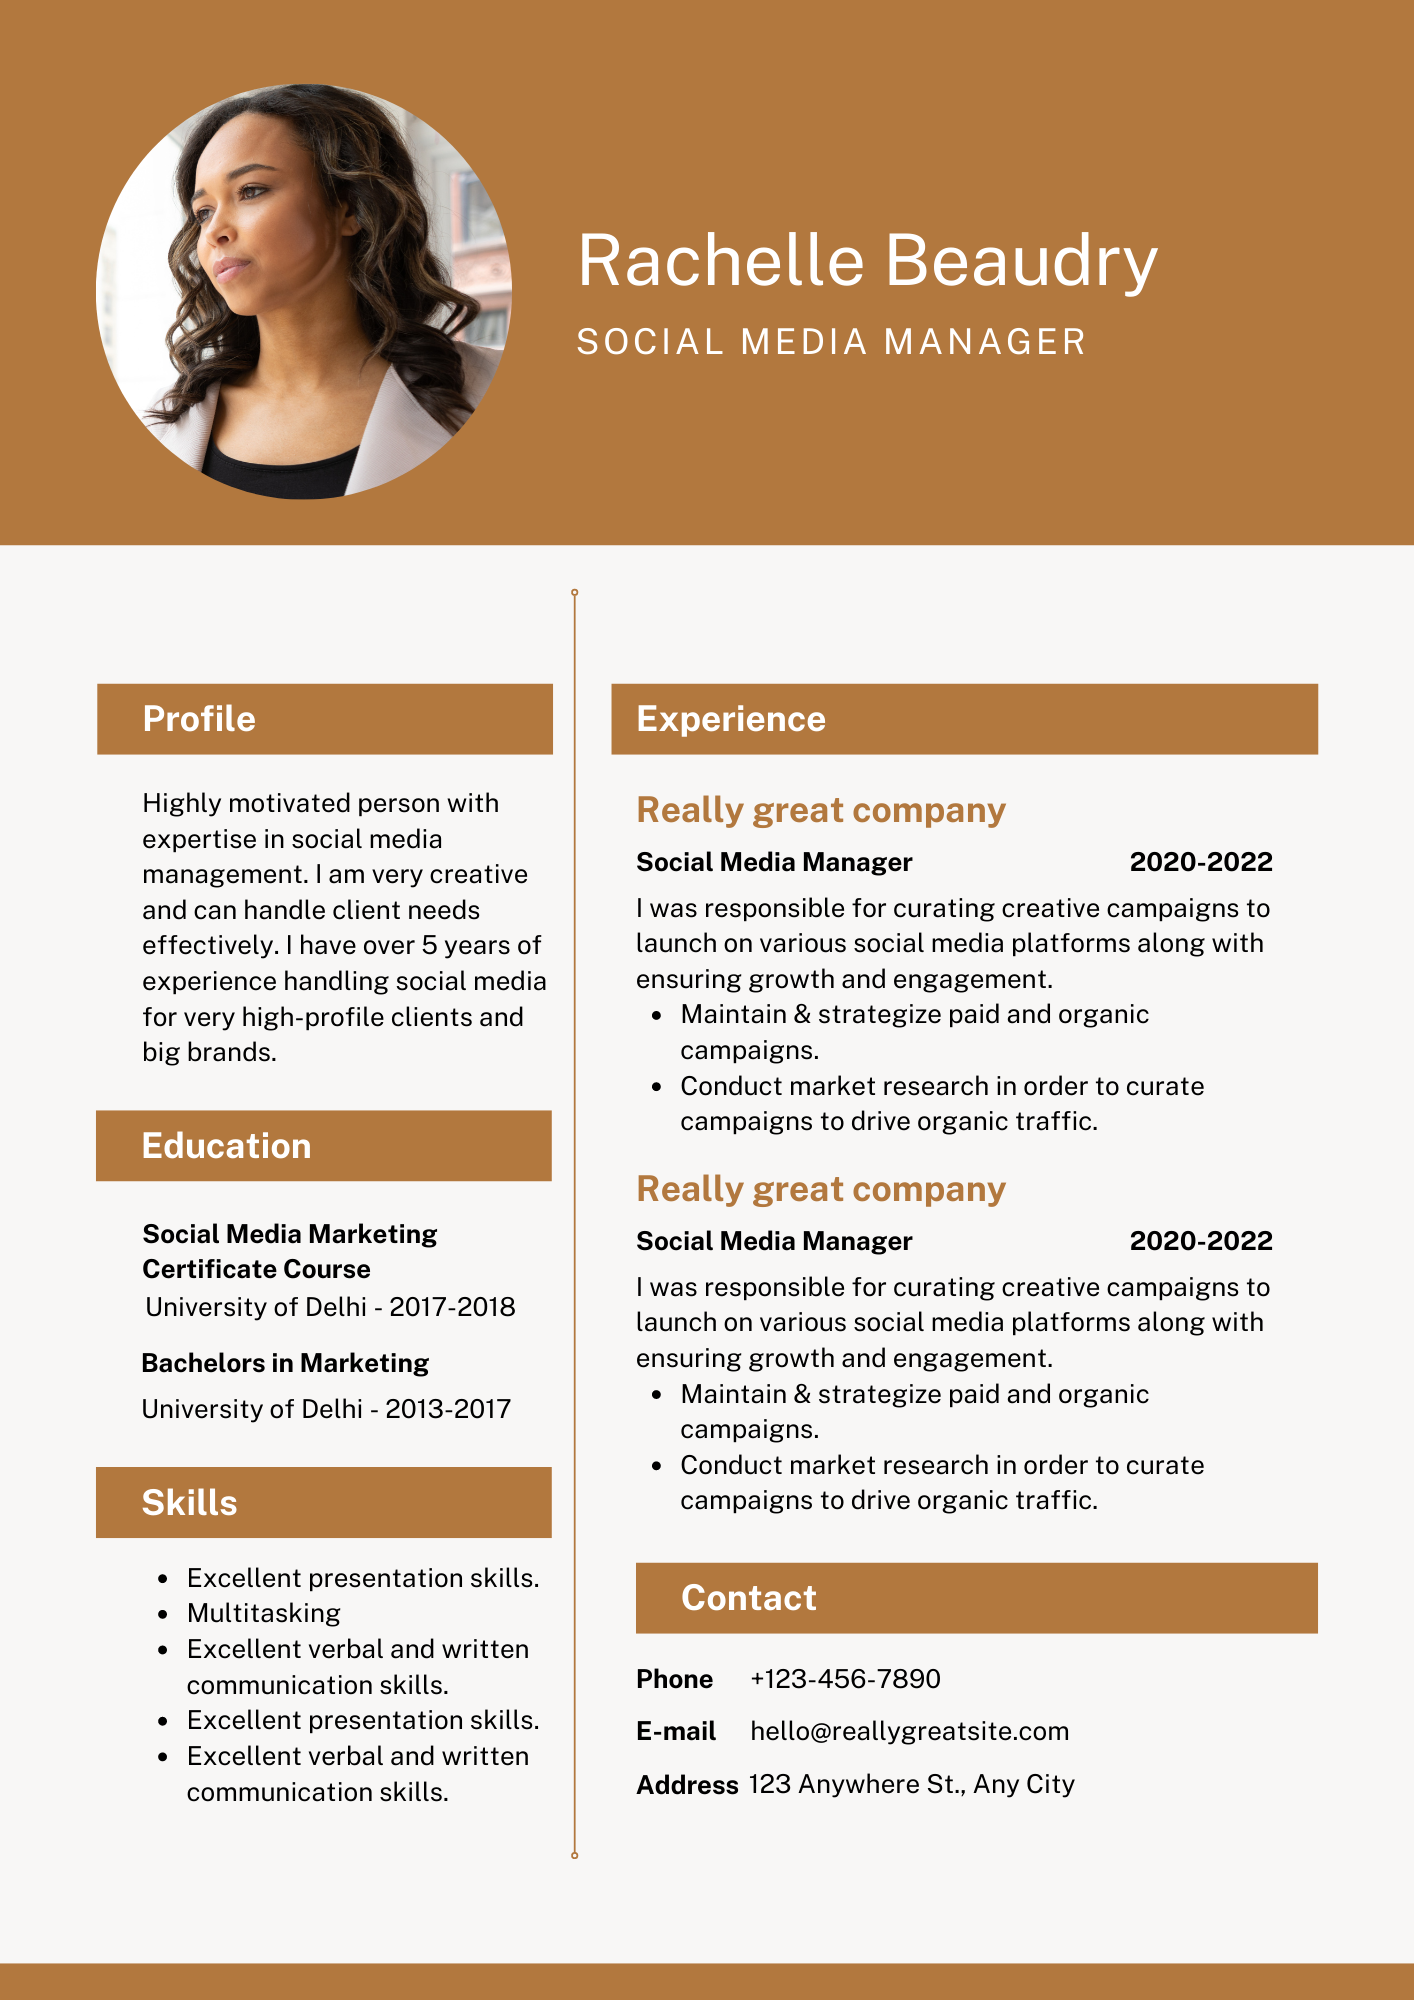 Rachelle Beaudry
SOCIAL MEDIA MANAGER
Profile
Highly motivated person with
expertise in social media
management. I am very creative
and can handle client needs
effectively. I have over 5 years of
experience handling social media
for very high-profile clients and
big brands.
Education
Social Media Marketing
Certificate Course
University of Delhi - 2017-2018
Bachelors in Marketing
University of Delhi - 2013-2017
Skills
• Excellent presentation skills.
• Multitasking
• Excellent verbal and written
communication skills.
• Excellent presentation skills.
• Excellent verbal and written
communication skills.
Experience
Really great company
Social Media Manager 2020-2022
I was responsible for curating creative campaigns to
launch on various social media platforms along with
ensuring growth and engagement.
• Maintain & strategize paid and organic
campaigns.
• Conduct market research in order to curate
campaigns to drive organic traffic.
Really great company
Social Media Manager 2020-2022
I was responsible for curating creative campaigns to
launch on various social media platforms along with
ensuring growth and engagement.
• Maintain & strategize paid and organic
campaigns.
• Conduct market research in order to curate
campaigns to drive organic traffic.
Contact
Phone +123-456-7890
E-mail hello@reallygreatsite.com
Address 123 Anywhere St., Any City